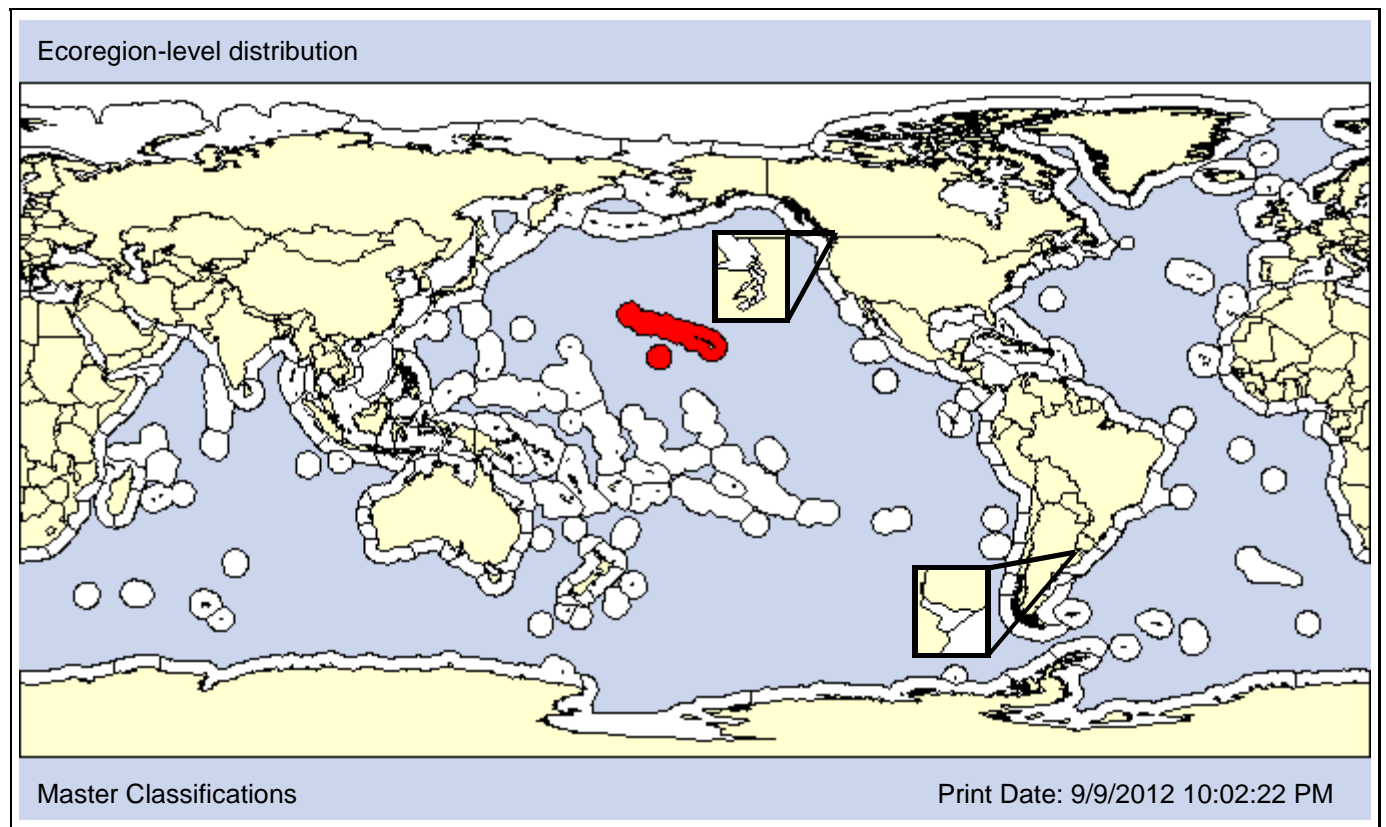 Ecoregion-level distribution
Master Classifications
Print Date: 9/9/2012 10:02:22 PM